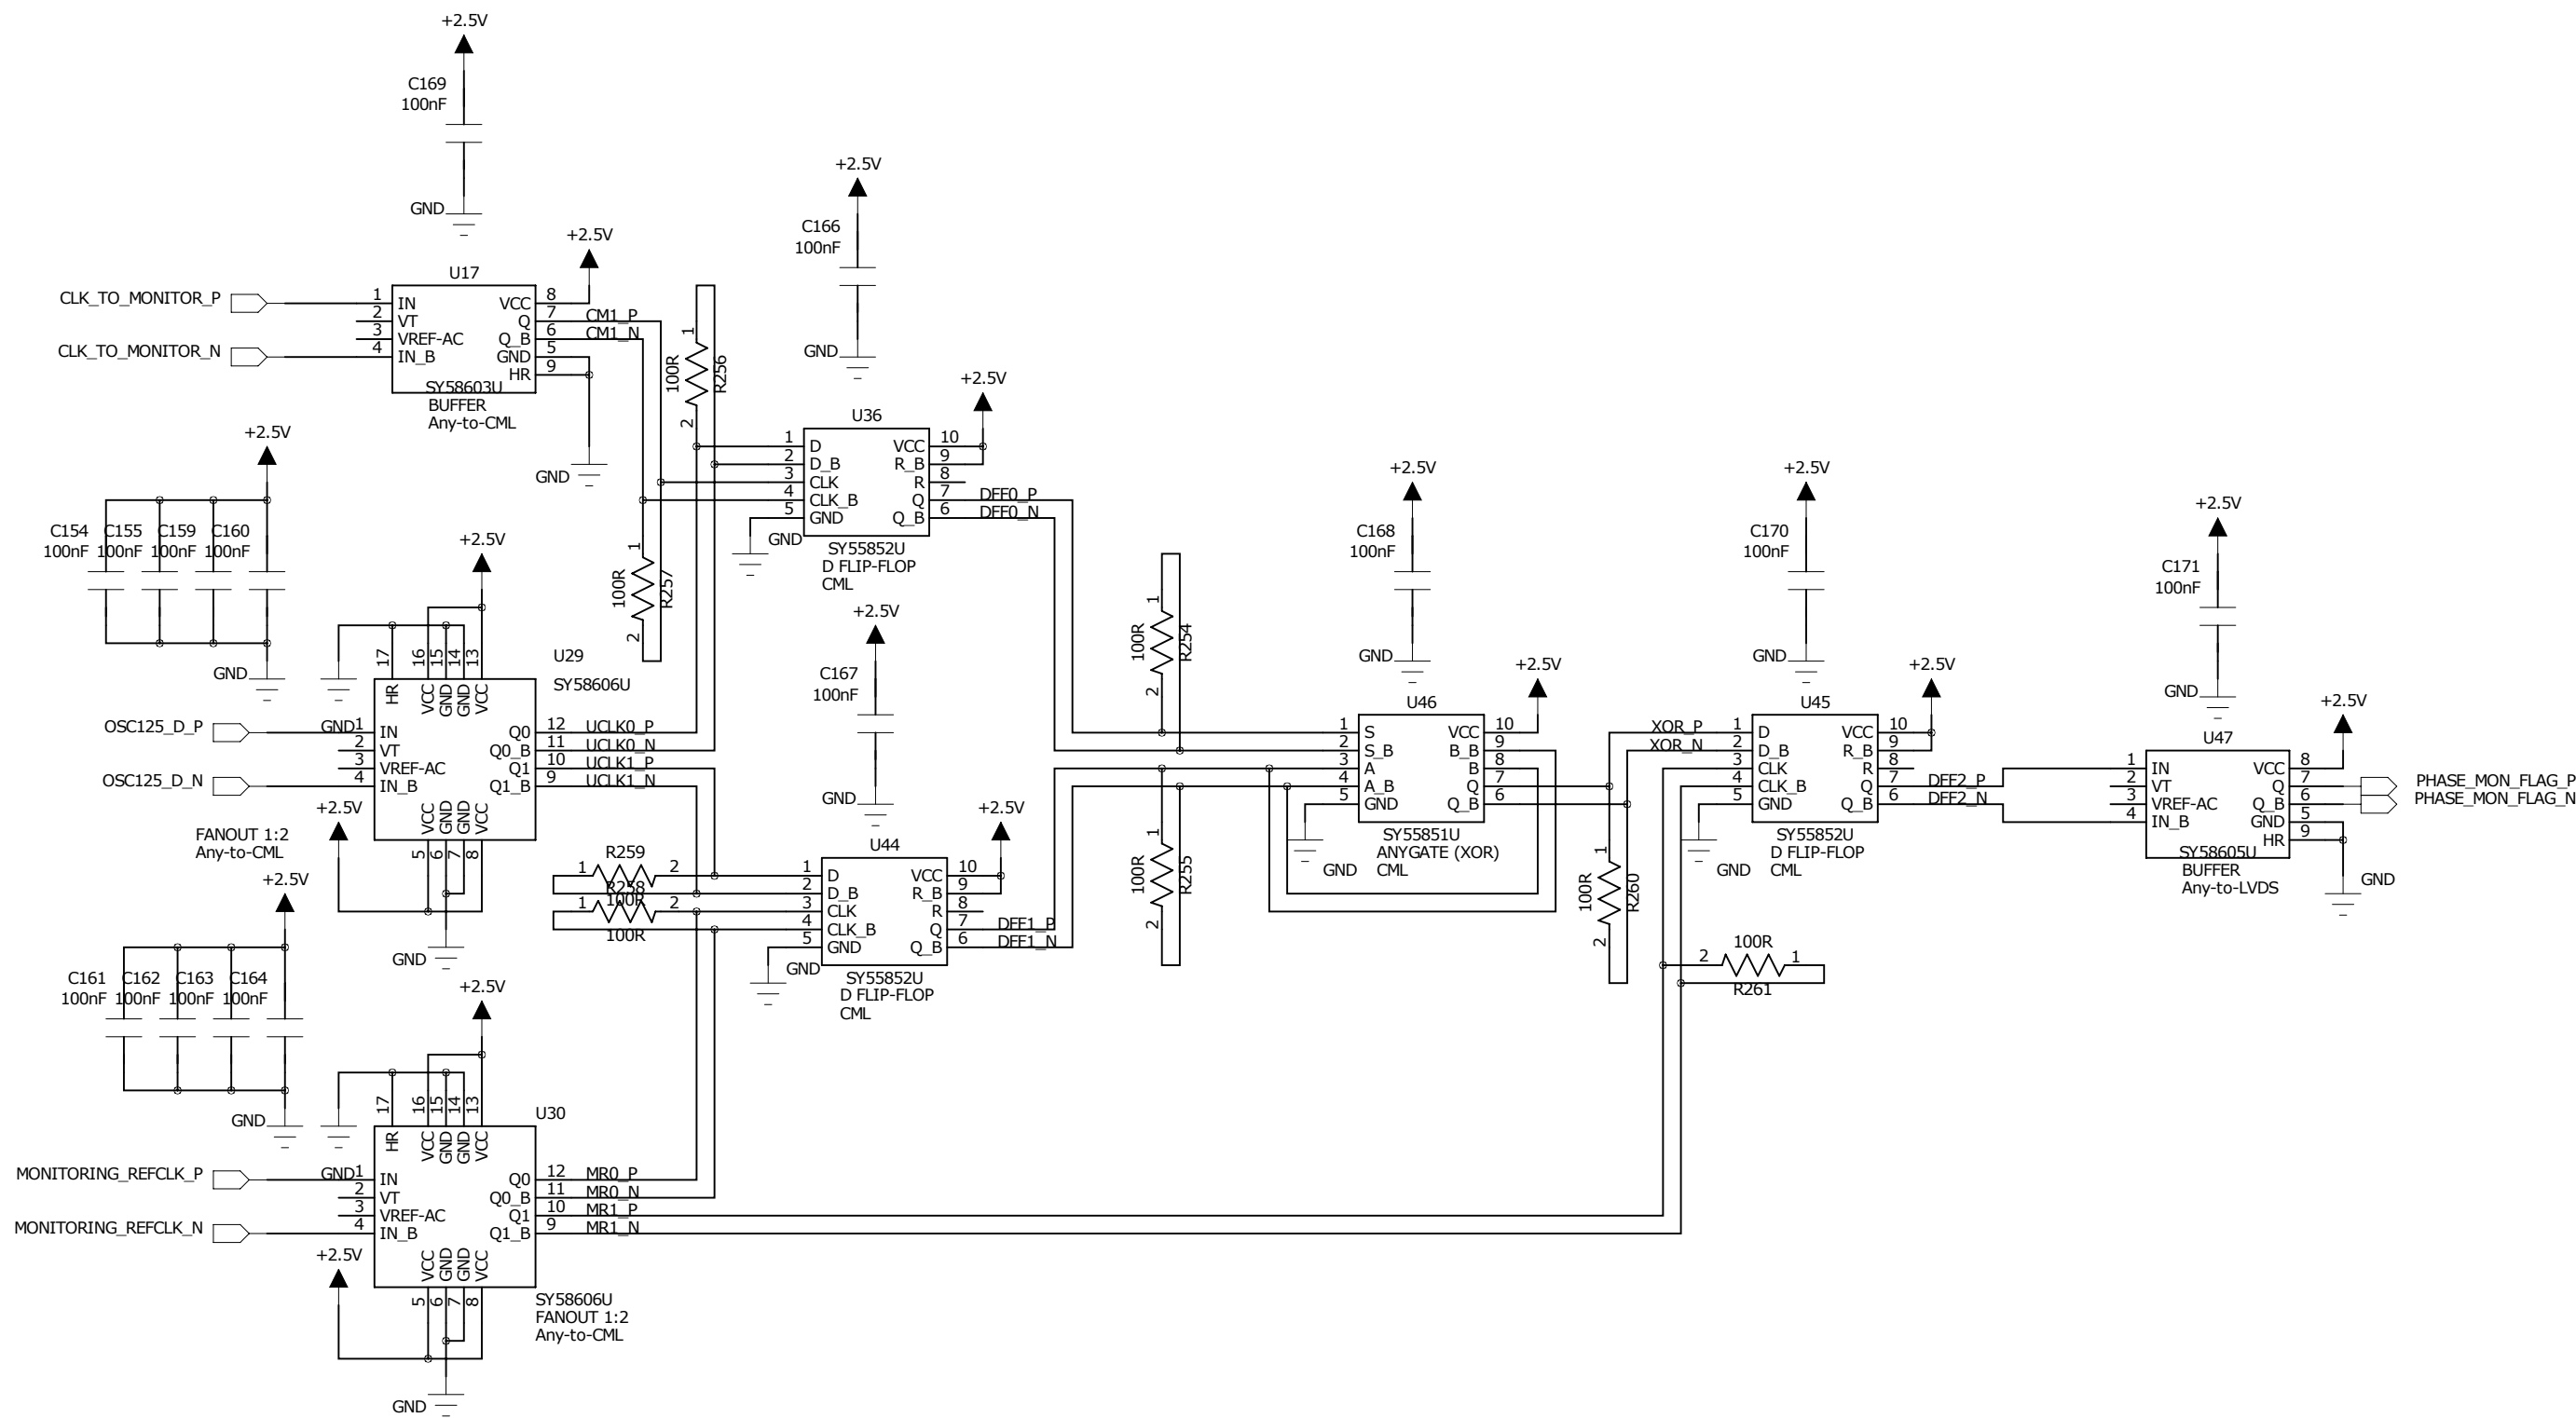 +2.5V
C169
100nF
GND
+2.5V
C166
100nF
GND
+2.5V
U17
CLK_TO_MONITOR_P
CLK_TO_MONITOR_N
1 IN VCC 8
2 VT Q 7 CM1_P
3 VREF-AC Q_B 6 CM1_N
4 IN_B GND 5
HR 9
SY58603U
BUFFER
Any-to-CML
GND
1 100R R256 2
+2.5V
U36
1 D VCC 10
2 D_B R_B 9
3 CLK R 8
4 CLK_B Q 7 DFF0_P
5 GND Q_B 6 DFF0_N
GND
SY55852U
D FLIP-FLOP
CML
+2.5V
C154 C155 C159 C160
100nF 100nF 100nF 100nF
GND
+2.5V
1 100R R257 2
U29
SY58606U
17 16 15 14 13
HR VCC GND GND VCC
OSC125_D_P
OSC125_D_N
GND
1 IN Q0 12 UCLK0_P
2 VT Q0_B 11 UCLK0_N
3 VREF-AC Q1 10 UCLK1_P
4 IN_B Q1_B 9 UCLK1_N
VCC GND GND VCC
5 6 7 8
+2.5V
FANOUT 1:2
Any-to-CML
GND
+2.5V
C167
100nF
GND
+2.5V
U44
R259
1 2
R258
100R
1 2
100R
1 D VCC 10
2 D_B R_B 9
3 CLK R 8
4 CLK_B Q 7 DFF1_P
5 GND Q_B 6 DFF1_N
GND
SY55852U
D FLIP-FLOP
CML
1 100R R254 2
1 100R R255 2
+2.5V
C168
100nF
GND
+2.5V
U46
1 S VCC 10
2 S_B B_B 9
3 A B 8
4 A_B Q 7
5 GND Q_B 6
GND
SY55851U
ANYGATE (XOR)
CML
+2.5V
C170
100nF
GND
+2.5V
U45
XOR_P 1 D VCC 10
XOR_N 2 D_B R_B 9
3 CLK R 8
4 CLK_B Q 7 DFF2_P
5 GND Q_B 6 DFF2_N
GND
SY55852U
D FLIP-FLOP
CML
1 100R R260 2
100R
2 1
R261
+2.5V
C171
100nF
GND
+2.5V
U47
1 IN VCC 8
2 VT Q 7
3 VREF-AC Q_B 6
4 IN_B GND 5
HR 9
PHASE_MON_FLAG_P
PHASE_MON_FLAG_N
SY58605U
BUFFER
Any-to-LVDS
GND
+2.5V
C161 C162 C163 C164
100nF 100nF 100nF 100nF
GND
+2.5V
U30
17 16 15 14 13
HR VCC GND GND VCC
MONITORING_REFCLK_P
MONITORING_REFCLK_N
GND
1 IN Q0 12 MR0_P
2 VT Q0_B 11 MR0_N
3 VREF-AC Q1 10 MR1_P
4 IN_B Q1_B 9 MR1_N
VCC GND GND VCC
5 6 7 8
+2.5V
SY58606U
FANOUT 1:2
Any-to-CML
GND